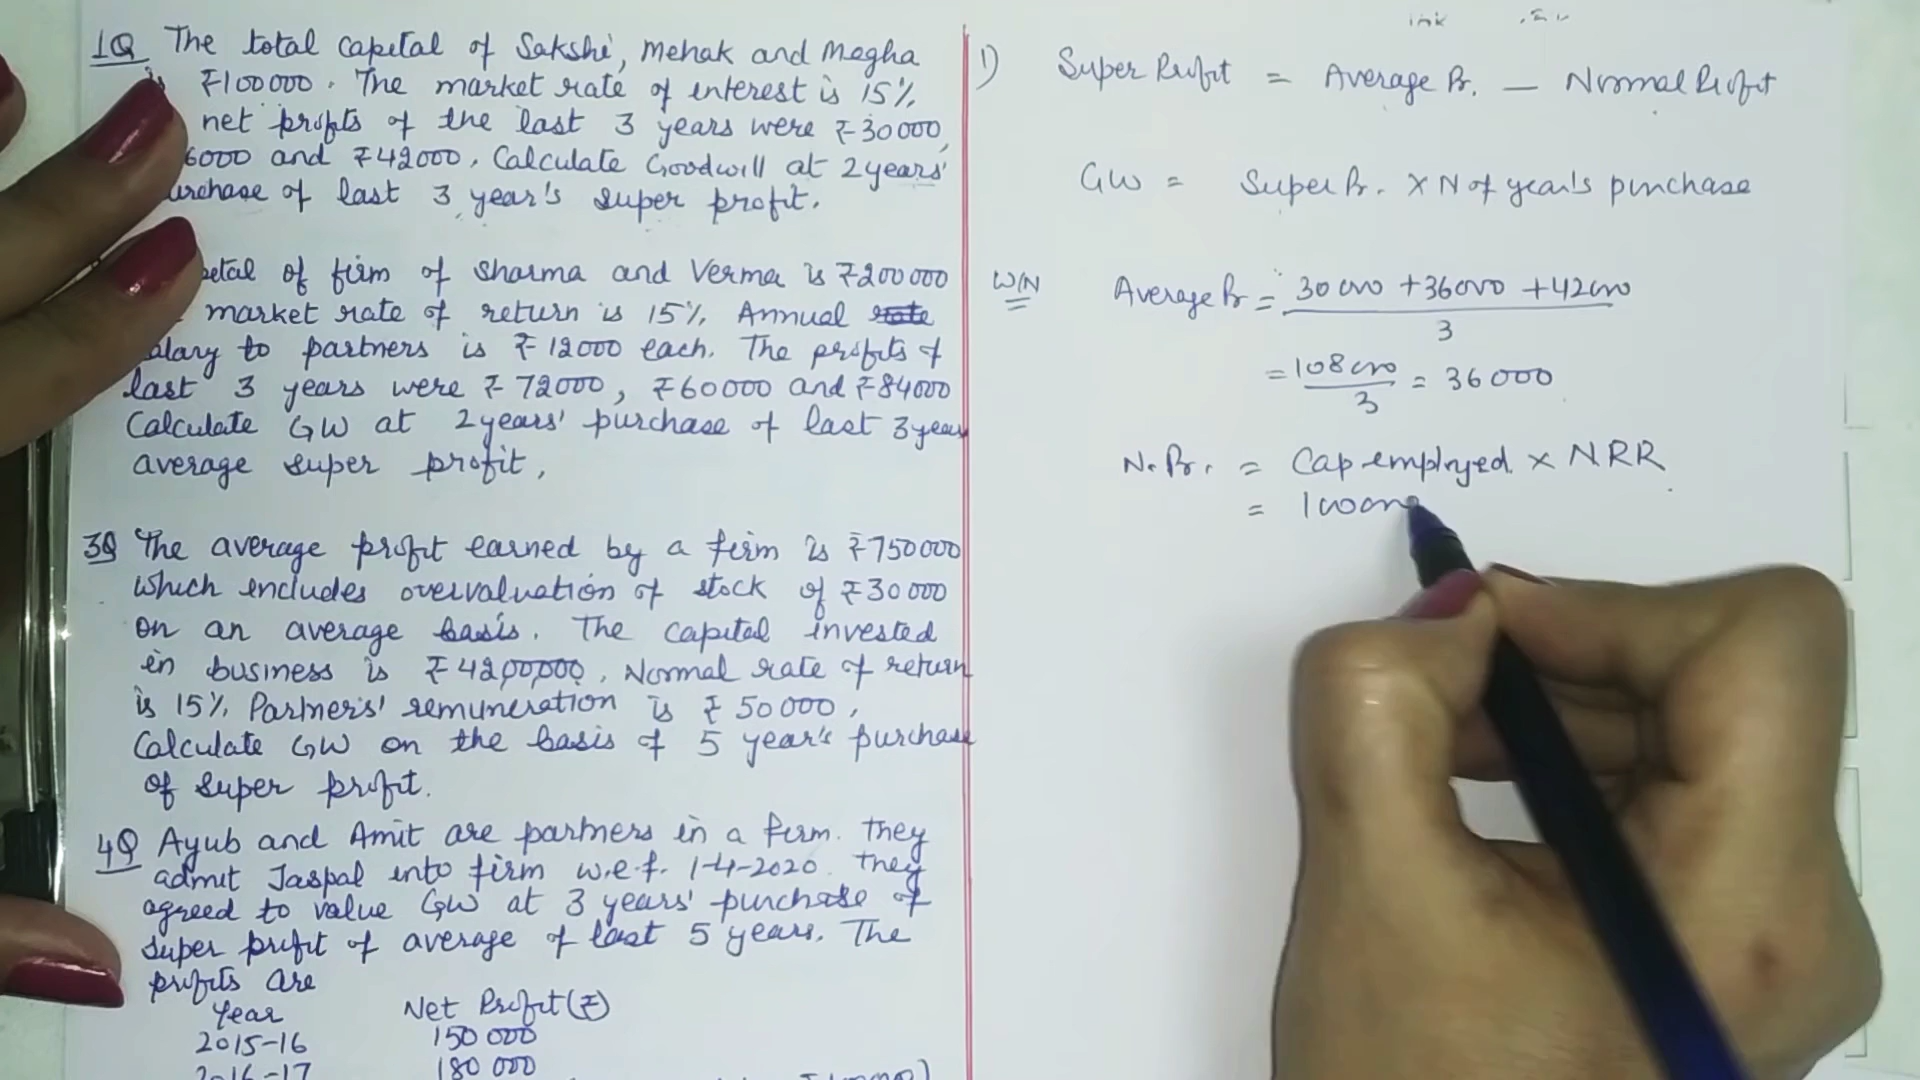 1Q The total capital of Sakshi, Mehak and Megha
is ₹100000. The market rate of interest is 15%
net profits of the last 3 years were ₹30000,
6000 and ₹42000. Calculate Goodwill at 2 years'
urchase of last 3 year's super profit.
petal of firm of Sharma and Verma is ₹200000
market rate of return is 15%. Annual
alary to partners is ₹12000 each. The profits of
last 3 years were ₹72000, ₹60000 and ₹84000
Calculate GW at 2 years' purchase of last 3 year
average super profit.
3Q The average profit earned by a firm is ₹750000
which includes overvaluation of stock of ₹30000
on an average basis. The capital invested
in business is ₹4200,000. Normal rate of return
is 15%. Partners' remuneration is ₹50000.
Calculate GW on the basis of 5 year's purchase
of super profit.
4Q Ayub and Amit are partners in a firm. They
admit Jaspal into firm w.e.f. 1-4-2020. They
agreed to value GW at 3 years' purchase of
super profit of average of last 5 years. The
profits are
Year Net Profit (₹)
2015-16 150000
2016-17 180000
1) Super Profit = Average Pr. - Normal Profit
GW = Super Pr. × N of year's purchase
W/N Average Pr = 30000 + 36000 + 42000
3
= 108000 = 36000
3
N.Pr. = Cap employed × NRR
= 10000